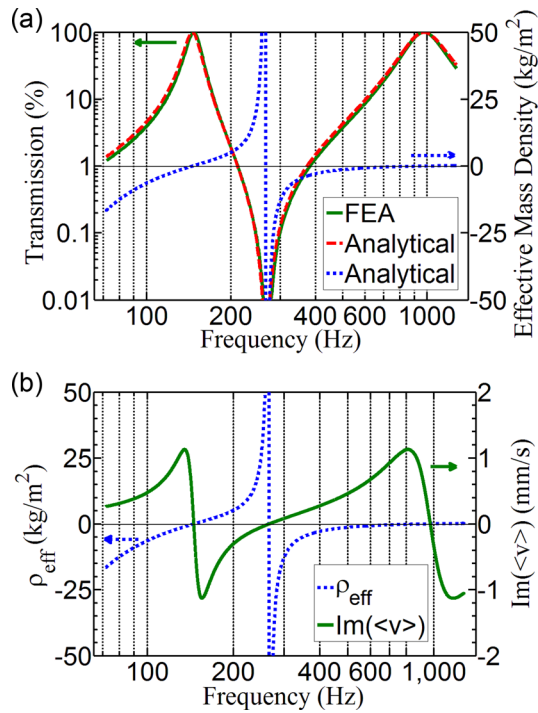 (a)
Transmission (%)
100
10
1
0.1
0.01
50
25
0
-25
-50
Effective Mass Density (kg/m²)
FEA
Analytical
Analytical
100 200 400 600 1000
Frequency (Hz)
(b)
ρeff (kg/m²)
50
25
0
-25
-50
2
1
0
-1
-2
Im(<v>) (mm/s)
ρeff
Im(<v>)
100 200 400 600 1,000
Frequency (Hz)